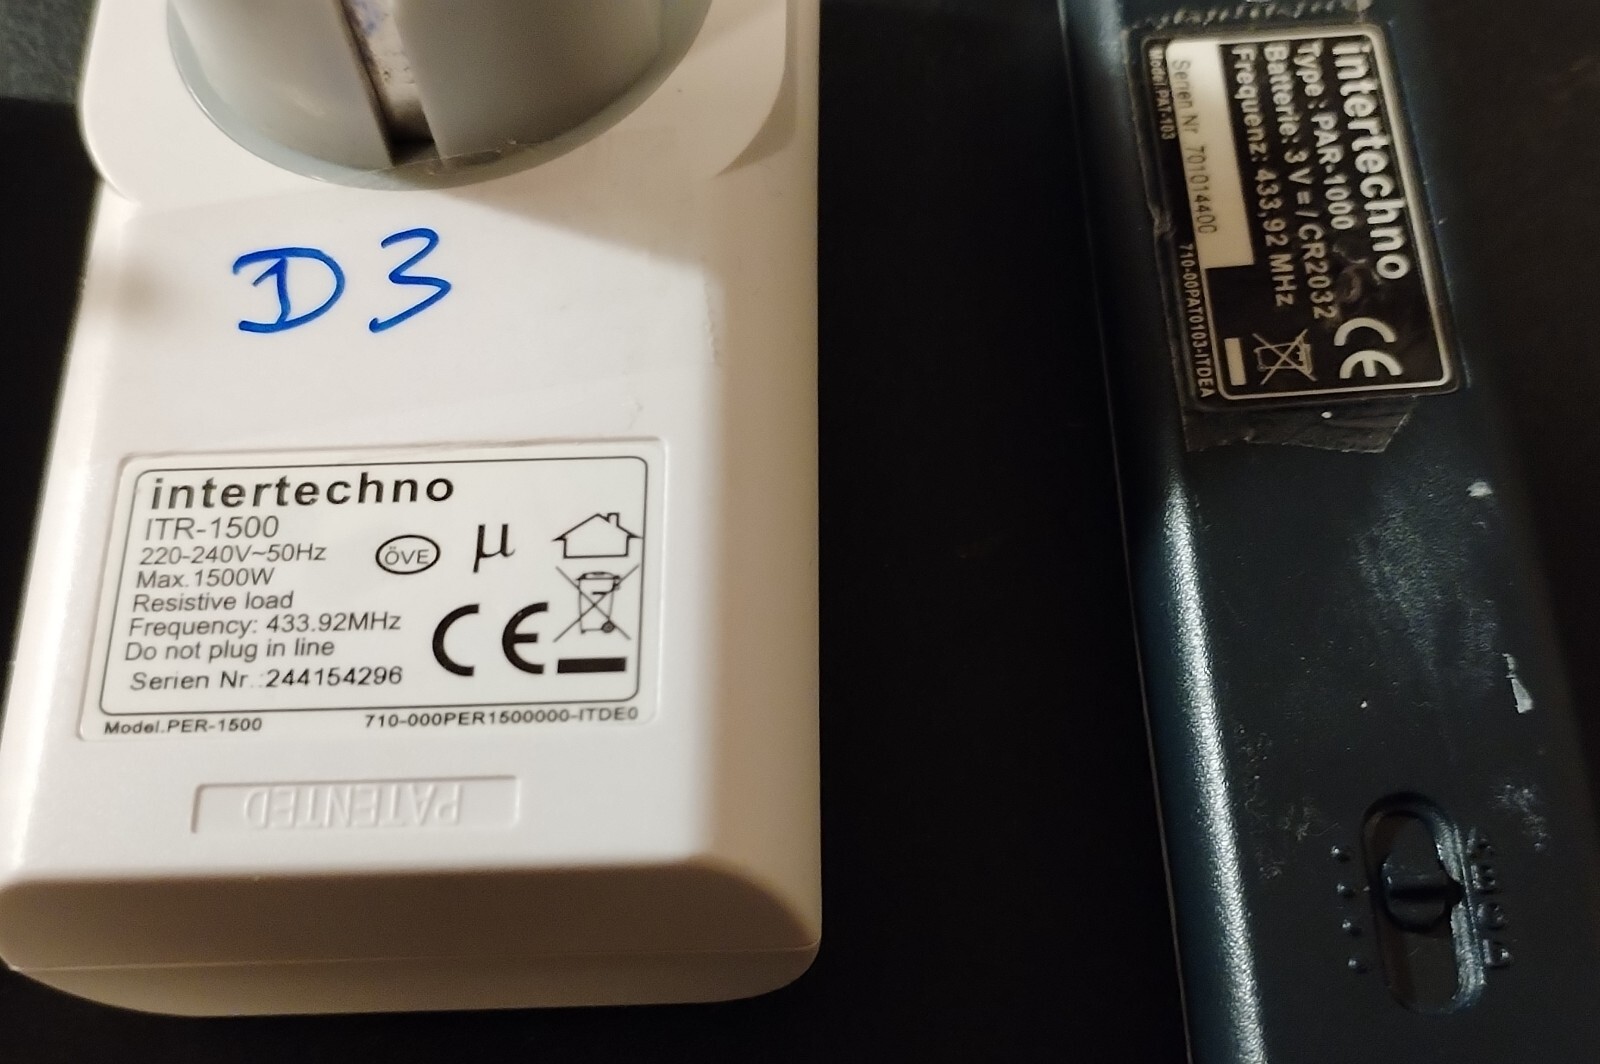 D3
intertechno
ITR-1500
220-240V~50Hz
Max.1500W
Resistive load
Frequency: 433.92MHz
Do not plug in line
Serien Nr.:244154296
ÖVE
µ
CE
Model.PER-1500
710-000PER1500000-ITDE0
PATENTED
intertechno
Type: PAR-1000
Batterie: 3 V = / CR2032
Frequenz: 433,92 MHz
CE
Serien Nr. 701014400
Model.PAT-103
710-00PAT0103-ITDEA